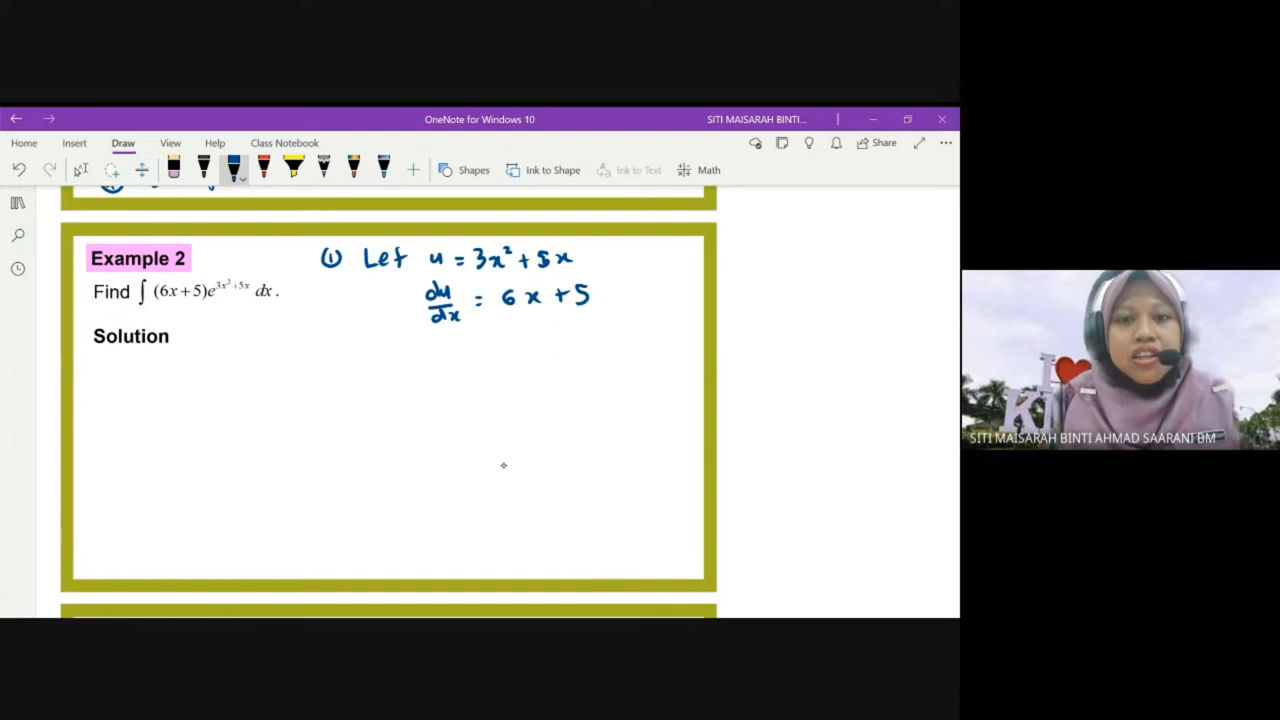 OneNote for Windows 10
SITI MAISARAH BINTI...
Home Insert Draw View Help Class Notebook
Share
Shapes Ink to Shape Ink to Text Math
Example 2
① Let u = 3x² + 5x
Find ∫ (6x+5)e^{3x²+5x} dx.
du/dx = 6x + 5
Solution
I
KI
SITI MAISARAH BINTI AHMAD SAARANI BM